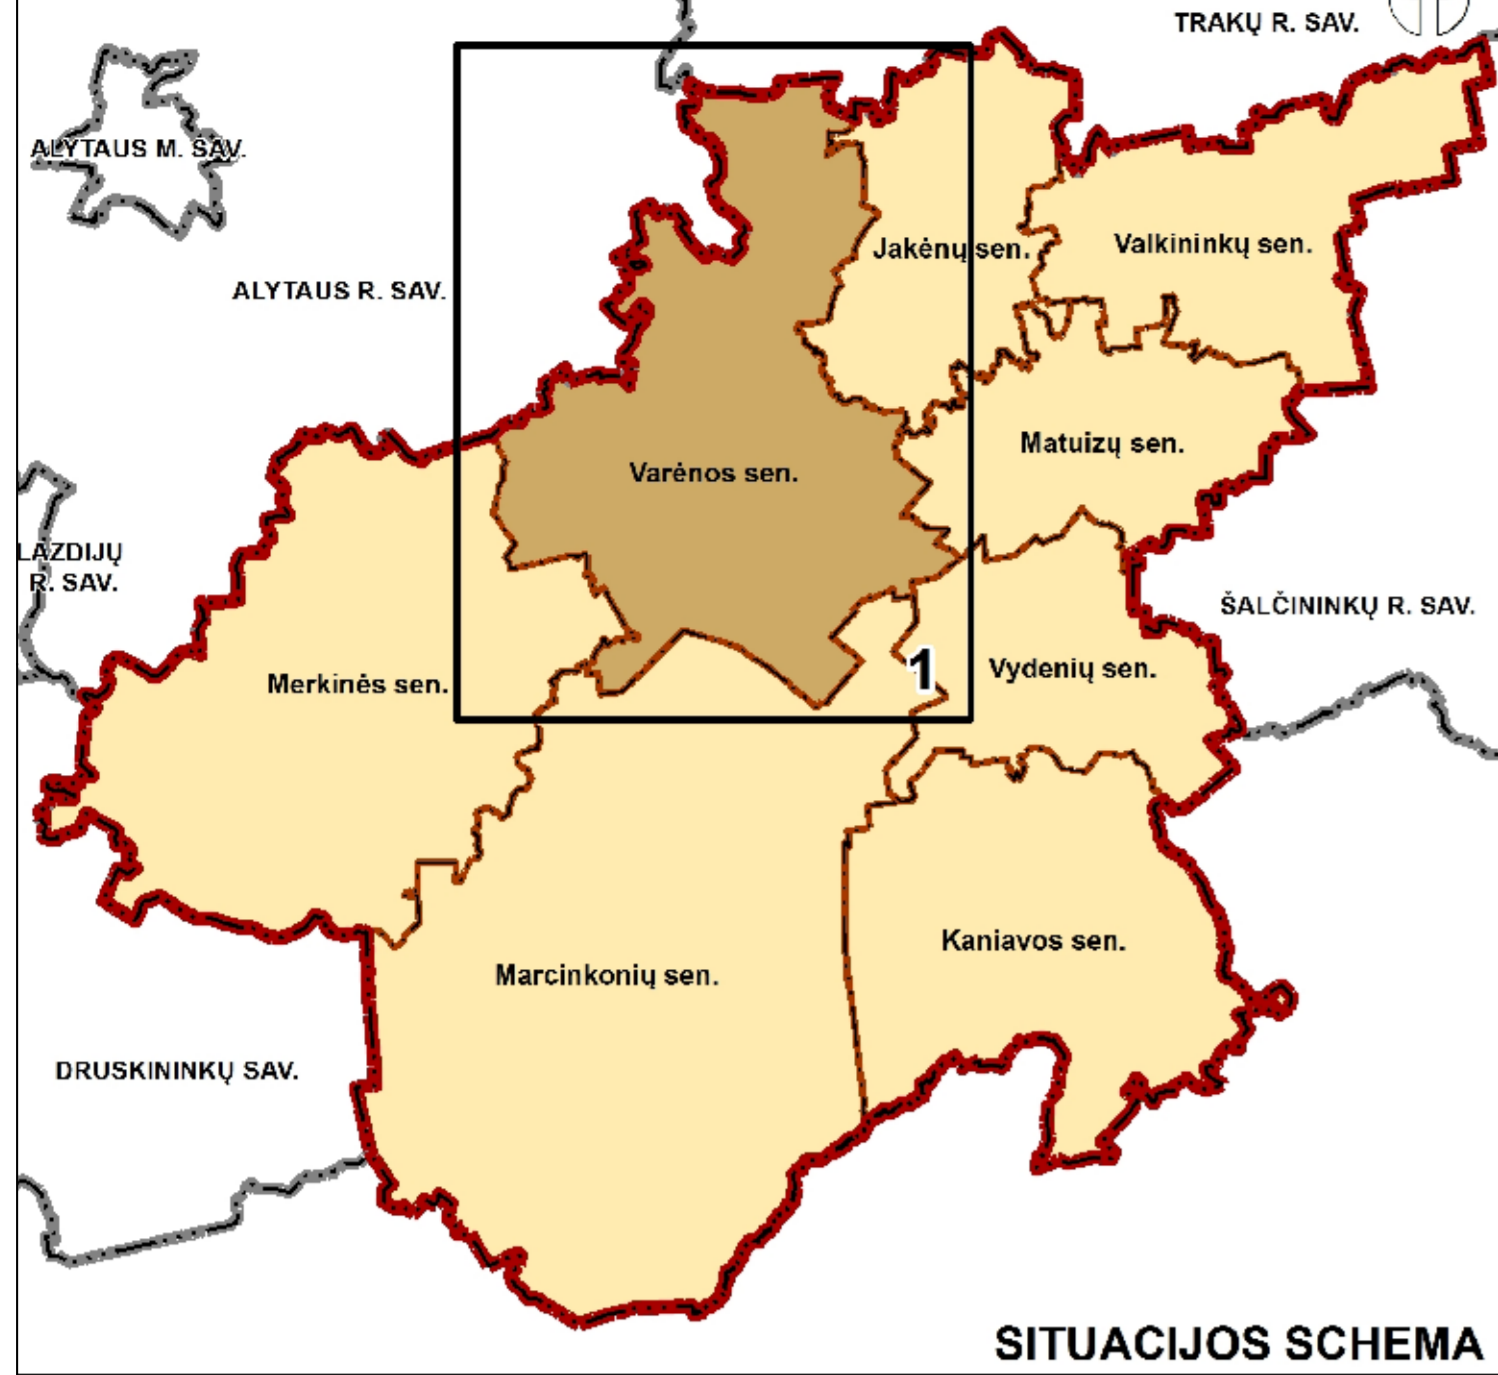 TRAKŲ R. SAV.
ALYTAUS M. SAV.
Jakėnų sen.
Valkininkų sen.
ALYTAUS R. SAV.
Matuizų sen.
Varėnos sen.
LAZDIJŲ
R. SAV.
ŠALČININKŲ R. SAV.
1
Vydenių sen.
Merkinės sen.
Kaniavos sen.
Marcinkonių sen.
DRUSKININKŲ SAV.
SITUACIJOS SCHEMA